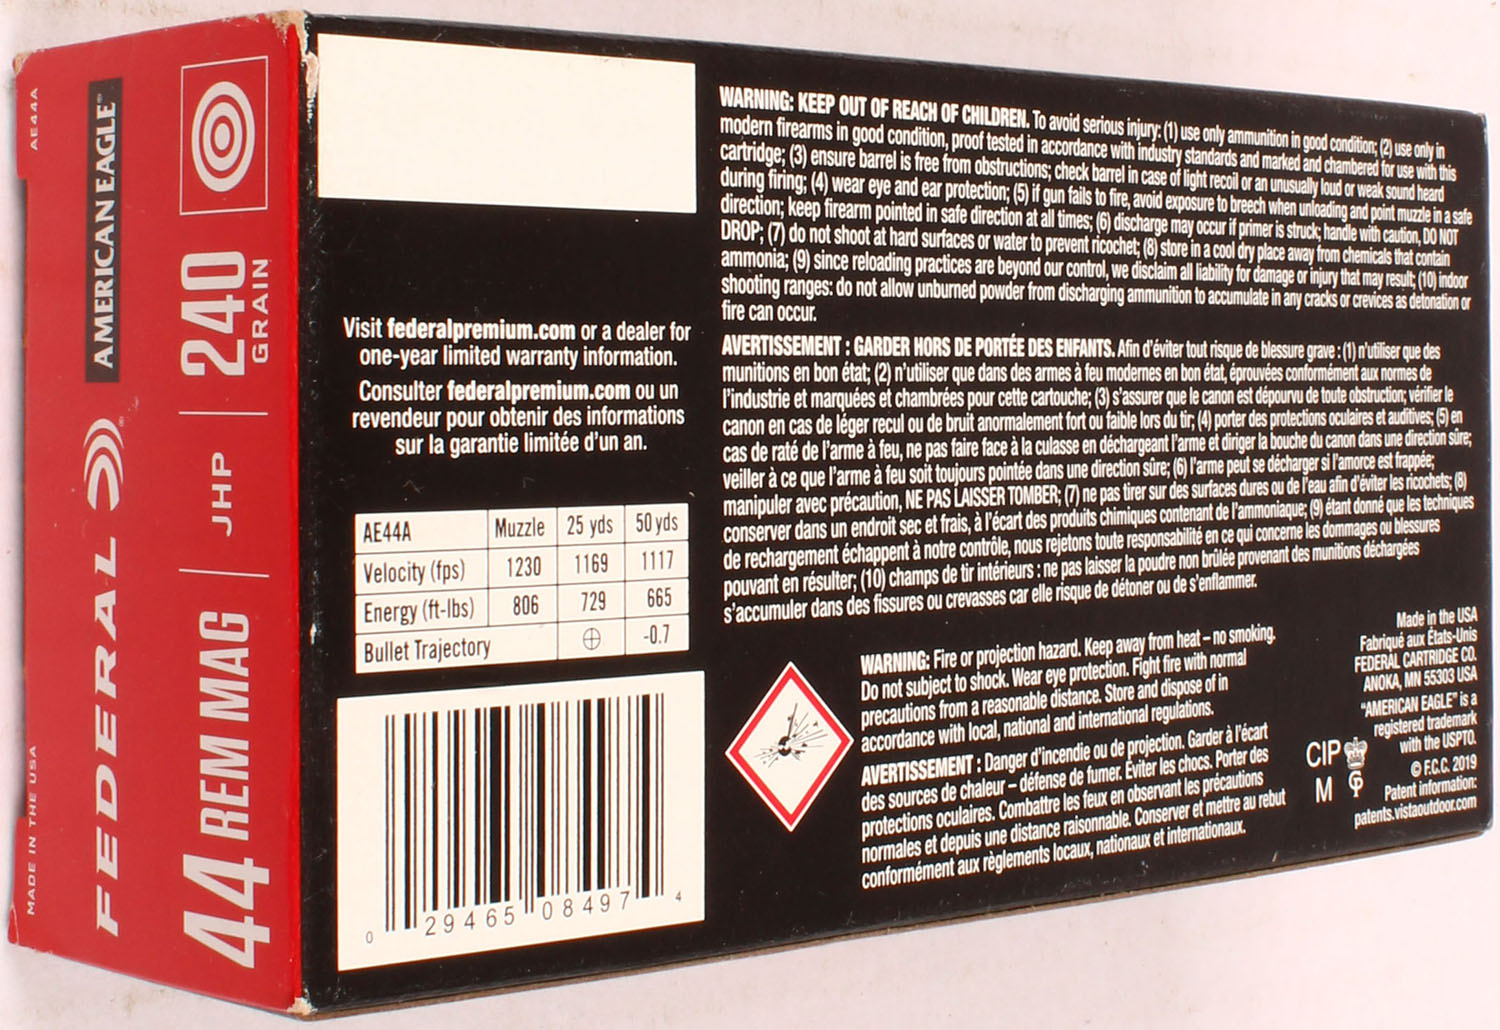 MADE IN THE USA
AE44A
FEDERAL®
AMERICAN EAGLE®
44 REM MAG
JHP
240
GRAIN
Visit federalpremium.com or a dealer for
one-year limited warranty information.
Consulter federalpremium.com ou un
revendeur pour obtenir des informations
sur la garantie limitée d'un an.
AE44A Muzzle 25 yds 50 yds
Velocity (fps) 1230 1169 1117
Energy (ft-lbs) 806 729 665
Bullet Trajectory ⊕ -0.7
0 29465 08497 4
WARNING: KEEP OUT OF REACH OF CHILDREN. To avoid serious injury: (1) use only ammunition in good condition; (2) use only in
modern firearms in good condition, proof tested in accordance with industry standards and marked and chambered for use with this
cartridge; (3) ensure barrel is free from obstructions; check barrel in case of light recoil or an unusually loud or weak sound heard
during firing; (4) wear eye and ear protection; (5) if gun fails to fire, avoid exposure to breech when unloading and point muzzle in a safe
direction; keep firearm pointed in safe direction at all times; (6) discharge may occur if primer is struck; handle with caution, DO NOT
DROP; (7) do not shoot at hard surfaces or water to prevent ricochet; (8) store in a cool dry place away from chemicals that contain
ammonia; (9) since reloading practices are beyond our control, we disclaim all liability for damage or injury that may result; (10) indoor
shooting ranges: do not allow unburned powder from discharging ammunition to accumulate in any cracks or crevices as detonation or
fire can occur.
AVERTISSEMENT : GARDER HORS DE PORTÉE DES ENFANTS. Afin d'éviter tout risque de blessure grave : (1) n'utiliser que des
munitions en bon état; (2) n'utiliser que dans des armes à feu modernes en bon état, éprouvées conformément aux normes de
l'industrie et marquées et chambrées pour cette cartouche; (3) s'assurer que le canon est dépourvu de toute obstruction; vérifier le
canon en cas de léger recul ou de bruit anormalement fort ou faible lors du tir; (4) porter des protections oculaires et auditives; (5) en
cas de raté de l'arme à feu, ne pas faire face à la culasse en déchargeant l'arme et diriger la bouche du canon dans une direction sûre;
veiller à ce que l'arme à feu soit toujours pointée dans une direction sûre; (6) l'arme peut se décharger si l'amorce est frappée;
manipuler avec précaution, NE PAS LAISSER TOMBER; (7) ne pas tirer sur des surfaces dures ou de l'eau afin d'éviter les ricochets; (8)
conserver dans un endroit sec et frais, à l'écart des produits chimiques contenant de l'ammoniaque; (9) étant donné que les techniques
de rechargement échappent à notre contrôle, nous rejetons toute responsabilité en ce qui concerne les dommages ou blessures
pouvant en résulter; (10) champs de tir intérieurs : ne pas laisser la poudre non brûlée provenant des munitions déchargées
s'accumuler dans des fissures ou crevasses car elle risque de détoner ou de s'enflammer.
WARNING: Fire or projection hazard. Keep away from heat – no smoking.
Do not subject to shock. Wear eye protection. Fight fire with normal
precautions from a reasonable distance. Store and dispose of in
accordance with local, national and international regulations.
AVERTISSEMENT : Danger d'incendie ou de projection. Garder à l'écart
des sources de chaleur – défense de fumer. Éviter les chocs. Porter des
protections oculaires. Combattre les feux en observant les précautions
normales et depuis une distance raisonnable. Conserver et mettre au rebut
conformément aux règlements locaux, nationaux et internationaux.
Made in the USA
Fabriqué aux États-Unis
FEDERAL CARTRIDGE CO.
ANOKA, MN 55303 USA
"AMERICAN EAGLE" is a
registered trademark
with the USPTO.
© F.C.C. 2019
Patent information:
patents.vistaoutdoor.com
CIP
M